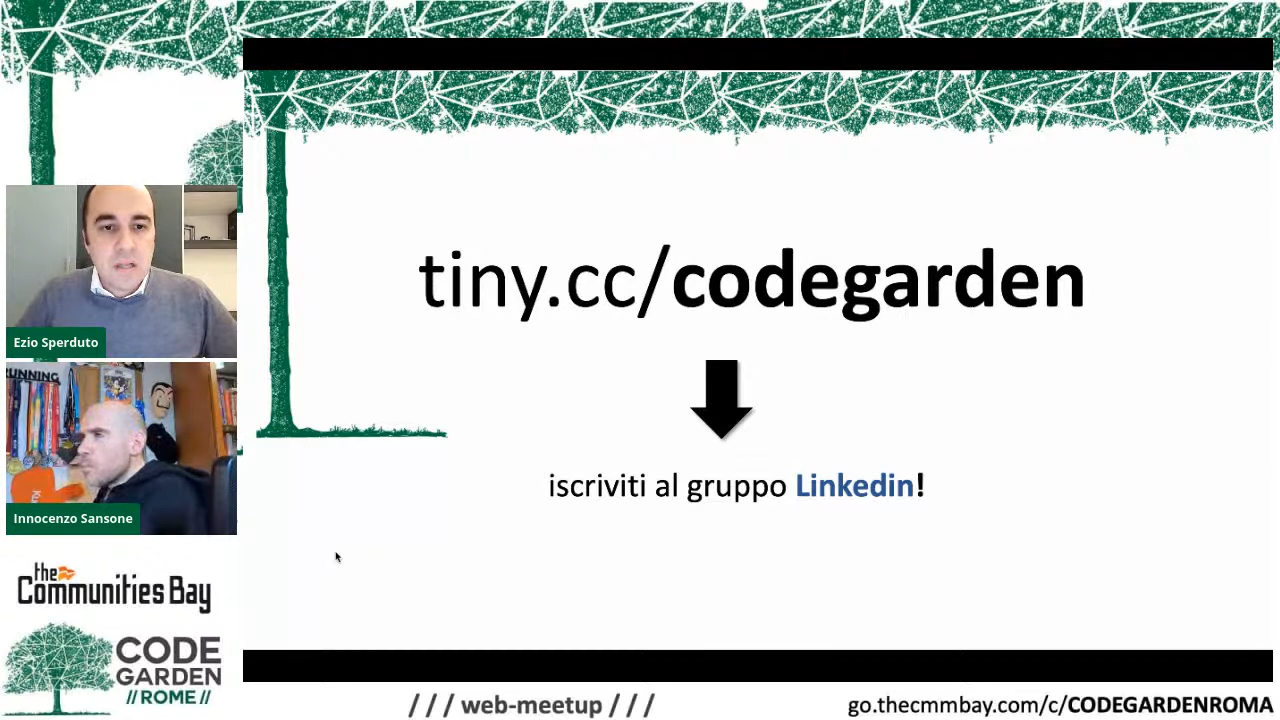 tiny.cc/codegarden
iscriviti al gruppo Linkedin!
Ezio Sperduto
RUNNING
Innocenzo Sansone
the
Communities Bay
CODE
GARDEN
// ROME //
/ / / web-meetup / / /
go.thecmmbay.com/c/CODEGARDENROMA